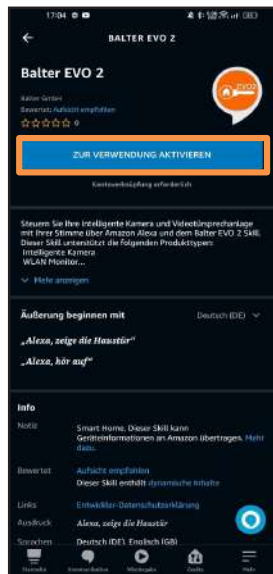 17:04
BALTER EVO 2
Balter EVO 2
EVO2
Balter GmbH
Bewertet: Aufsicht empfohlen
0
ZUR VERWENDUNG AKTIVIEREN
Kontoverknüpfung erforderlich
Steuern Sie Ihre Intelligente Kamera und Videotürsprechanlage
mit Ihrer Stimme über Amazon Alexa und dem Balter EVO 2 Skill.
Dieser Skill unterstützt die folgenden Produkttypen:
Intelligente Kamera
WLAN Monitor...
Mehr anzeigen
Äußerung beginnen mit
Deutsch (DE)
„Alexa, zeige die Haustür“
„Alexa, hör auf“
Info
Notiz
Smart Home. Dieser Skill kann
Geräteinformationen an Amazon übertragen. Mehr
dazu.
Bewertet
Aufsicht empfohlen
Dieser Skill enthält dynamische Inhalte
Links
Entwickler-Datenschutzerklärung
Ausdruck
Alexa, zeige die Haustür
Sprachen
Deutsch (DE), Englisch (GB)
Startseite
Kommunikation
Wiedergabe
Geräte
Mehr